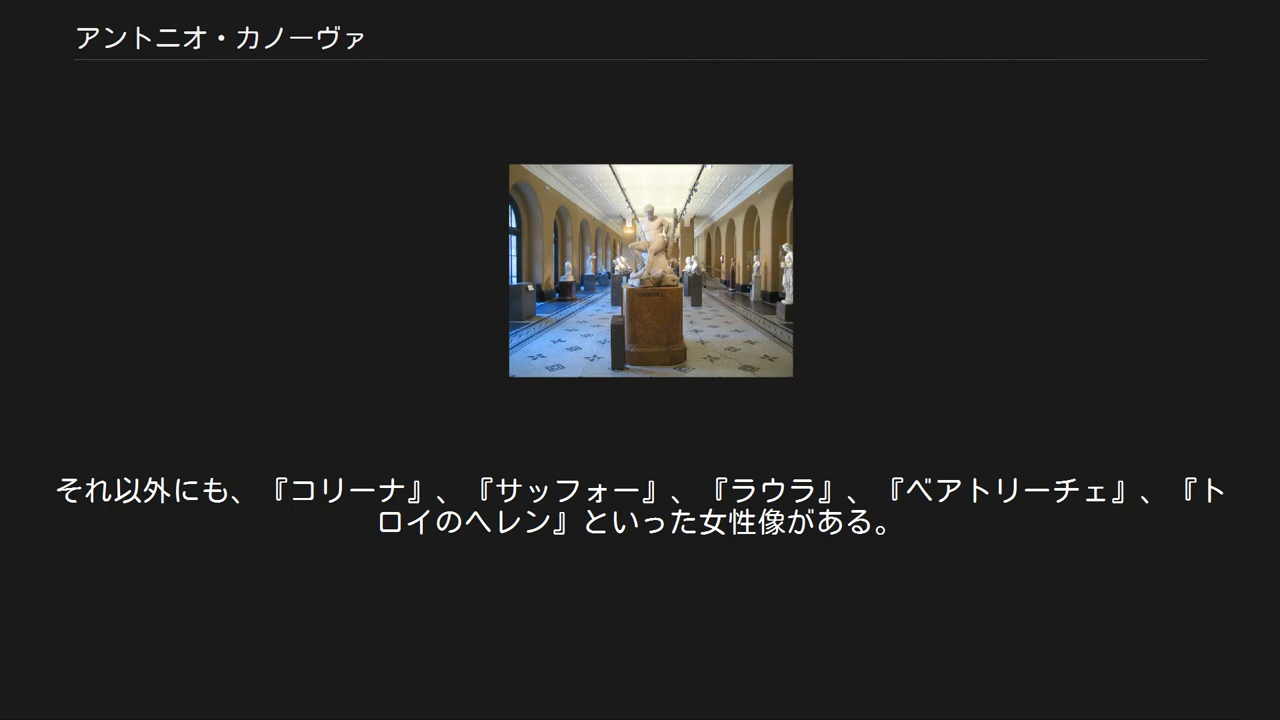 アントニオ・カノーヴァ
それ以外にも、『コリーナ』、『サッフォー』、『ラウラ』、『ベアトリーチェ』、『ト
ロイのヘレン』といった女性像がある。